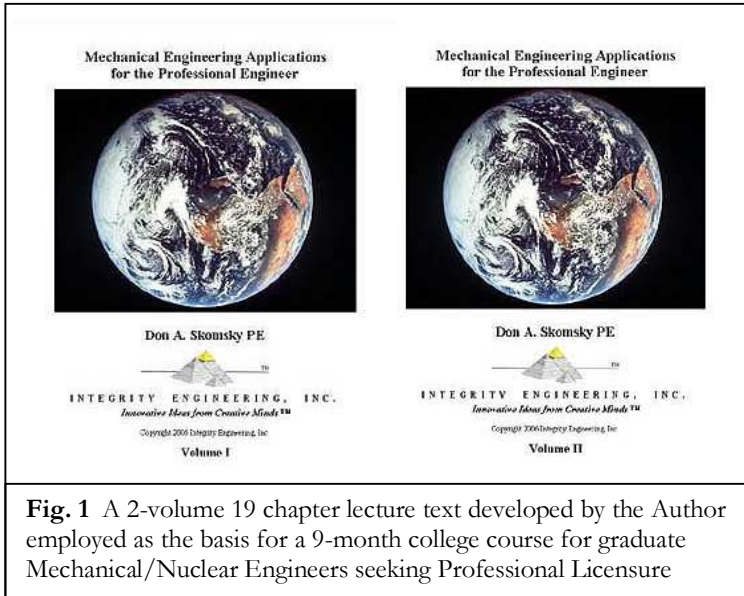 Mechanical Engineering Applications
for the Professional Engineer
Don A. Skomsky PE
TM
INTEGRITY ENGINEERING, INC.
Innovative Ideas from Creative Minds™
Copyright 2006 Integrity Engineering, Inc
Volume I
Mechanical Engineering Applications
for the Professional Engineer
Don A. Skomsky PE
TM
INTEGRITY ENGINEERING, INC.
Innovative Ideas from Creative Minds™
Copyright 2006 Integrity Engineering, Inc
Volume II
Fig. 1 A 2-volume 19 chapter lecture text developed by the Author
employed as the basis for a 9-month college course for graduate
Mechanical/Nuclear Engineers seeking Professional Licensure